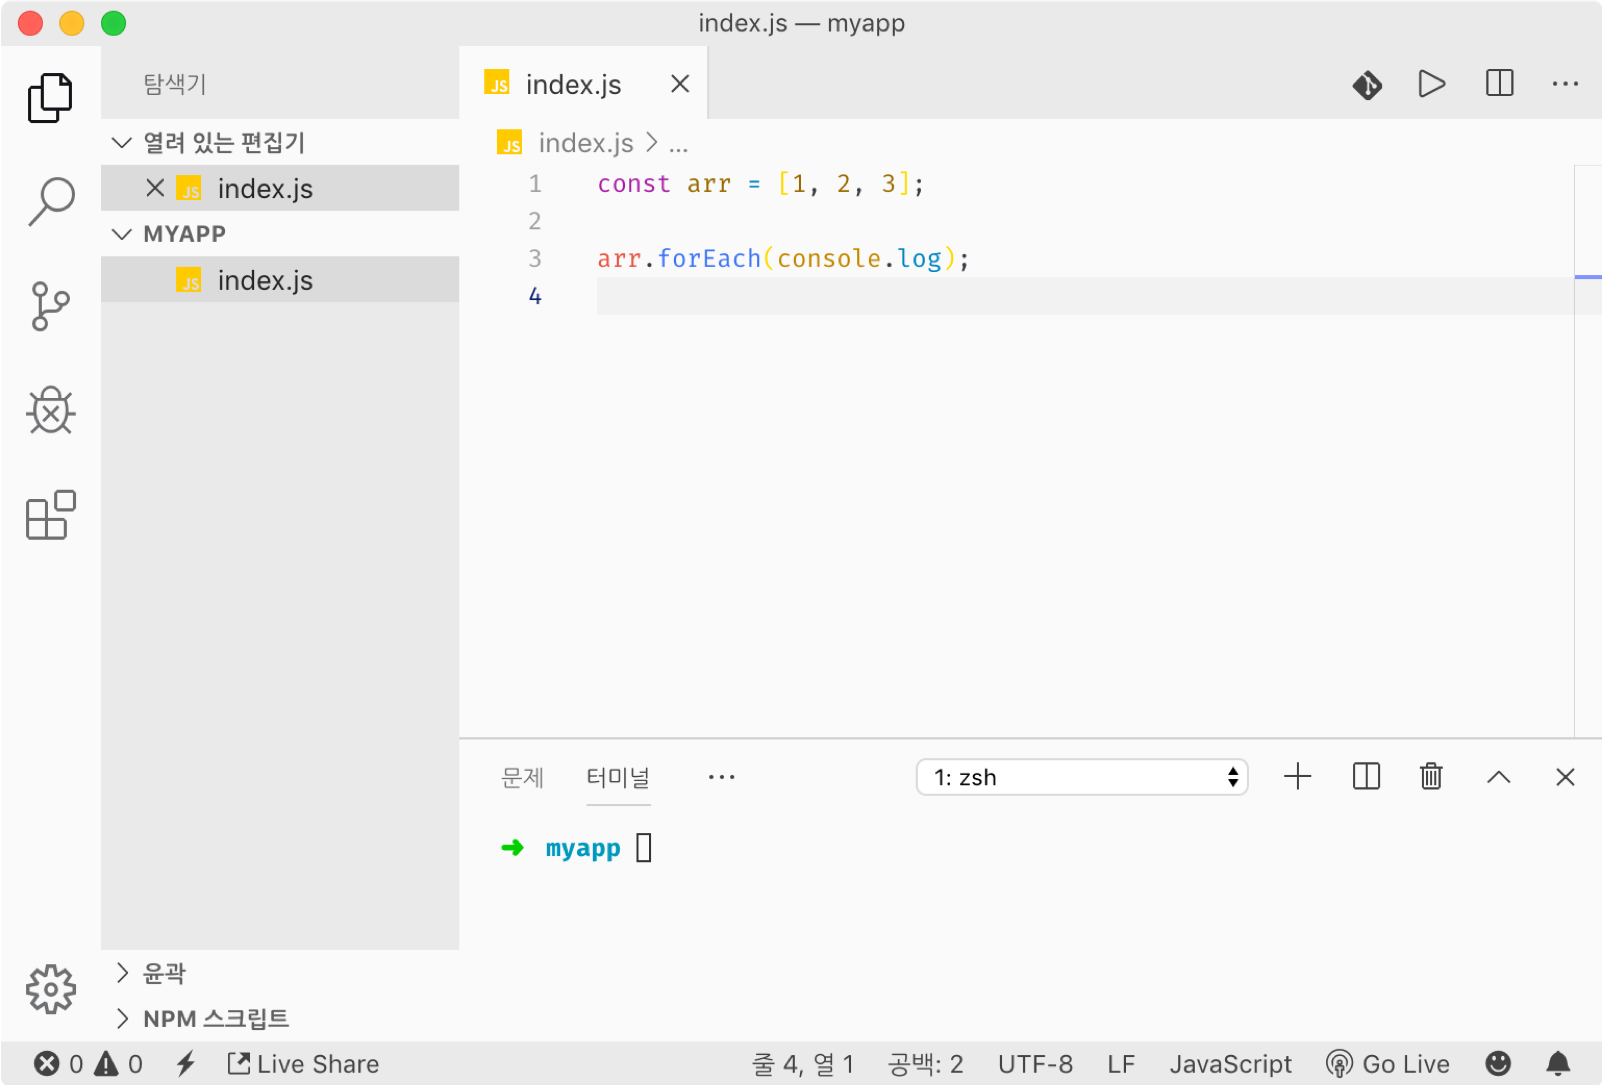 index.js — myapp
탐색기
열려 있는 편집기
JS index.js
MYAPP
JS index.js
윤곽
NPM 스크립트
JS index.js
JS index.js > ...
1 const arr = [1, 2, 3];
2
3 arr.forEach(console.log);
4
문제 터미널 ...
1: zsh
➜ myapp
0 0 Live Share 줄 4, 열 1 공백: 2 UTF-8 LF JavaScript Go Live